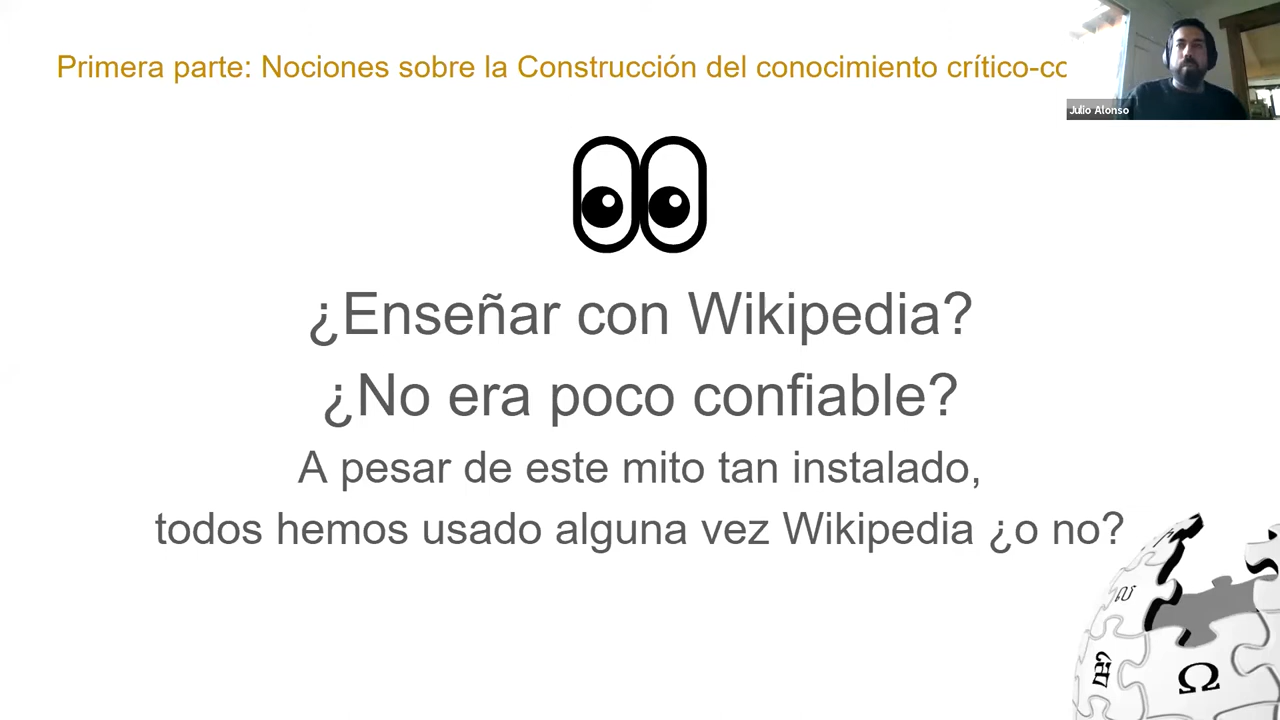 Primera parte: Nociones sobre la Construcción del conocimiento crítico-co
Julio Alonso
¿Enseñar con Wikipedia?
¿No era poco confiable?
A pesar de este mito tan instalado,
todos hemos usado alguna vez Wikipedia ¿o no?
Ω